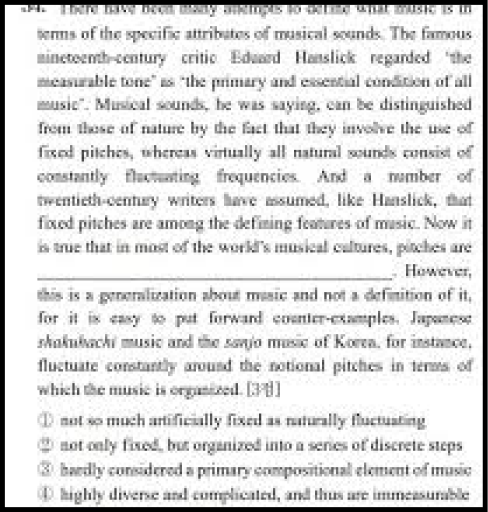 34. There have been many attempts to define what music is in
terms of the specific attributes of musical sounds. The famous
nineteenth-century critic Eduard Hanslick regarded 'the
measurable tone' as 'the primary and essential condition of all
music'. Musical sounds, he was saying, can be distinguished
from those of nature by the fact that they involve the use of
fixed pitches, whereas virtually all natural sounds consist of
constantly fluctuating frequencies. And a number of
twentieth-century writers have assumed, like Hanslick, that
fixed pitches are among the defining features of music. Now it
is true that in most of the world's musical cultures, pitches are
____________________. However,
this is a generalization about music and not a definition of it,
for it is easy to put forward counter-examples. Japanese
shakuhachi music and the sanjo music of Korea, for instance,
fluctuate constantly around the notional pitches in terms of
which the music is organized. [3점]
① not so much artificially fixed as naturally fluctuating
② not only fixed, but organized into a series of discrete steps
③ hardly considered a primary compositional element of music
④ highly diverse and complicated, and thus are immeasurable